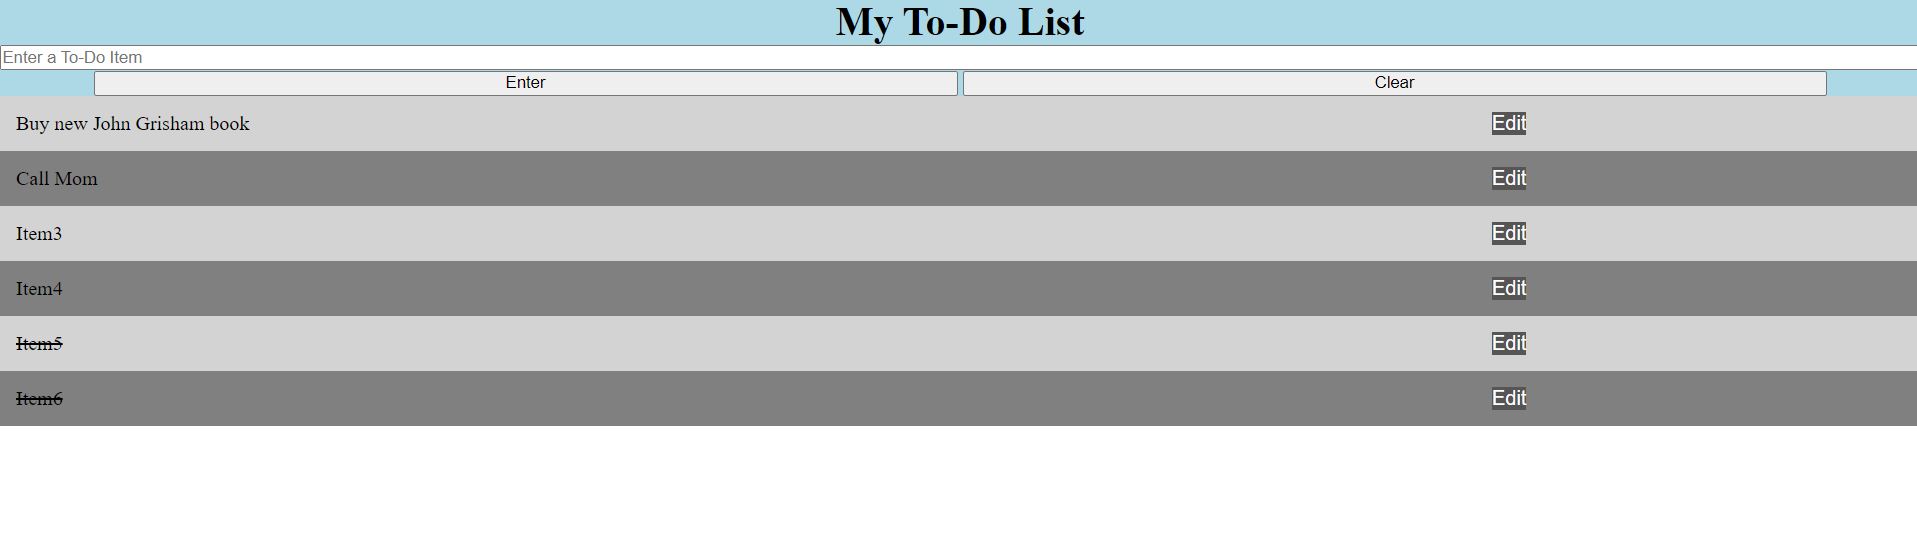 My To-Do List
Enter a To-Do Item
Enter Clear
Buy new John Grisham book Edit
Call Mom Edit
Item3 Edit
Item4 Edit
Item5 Edit
Item6 Edit